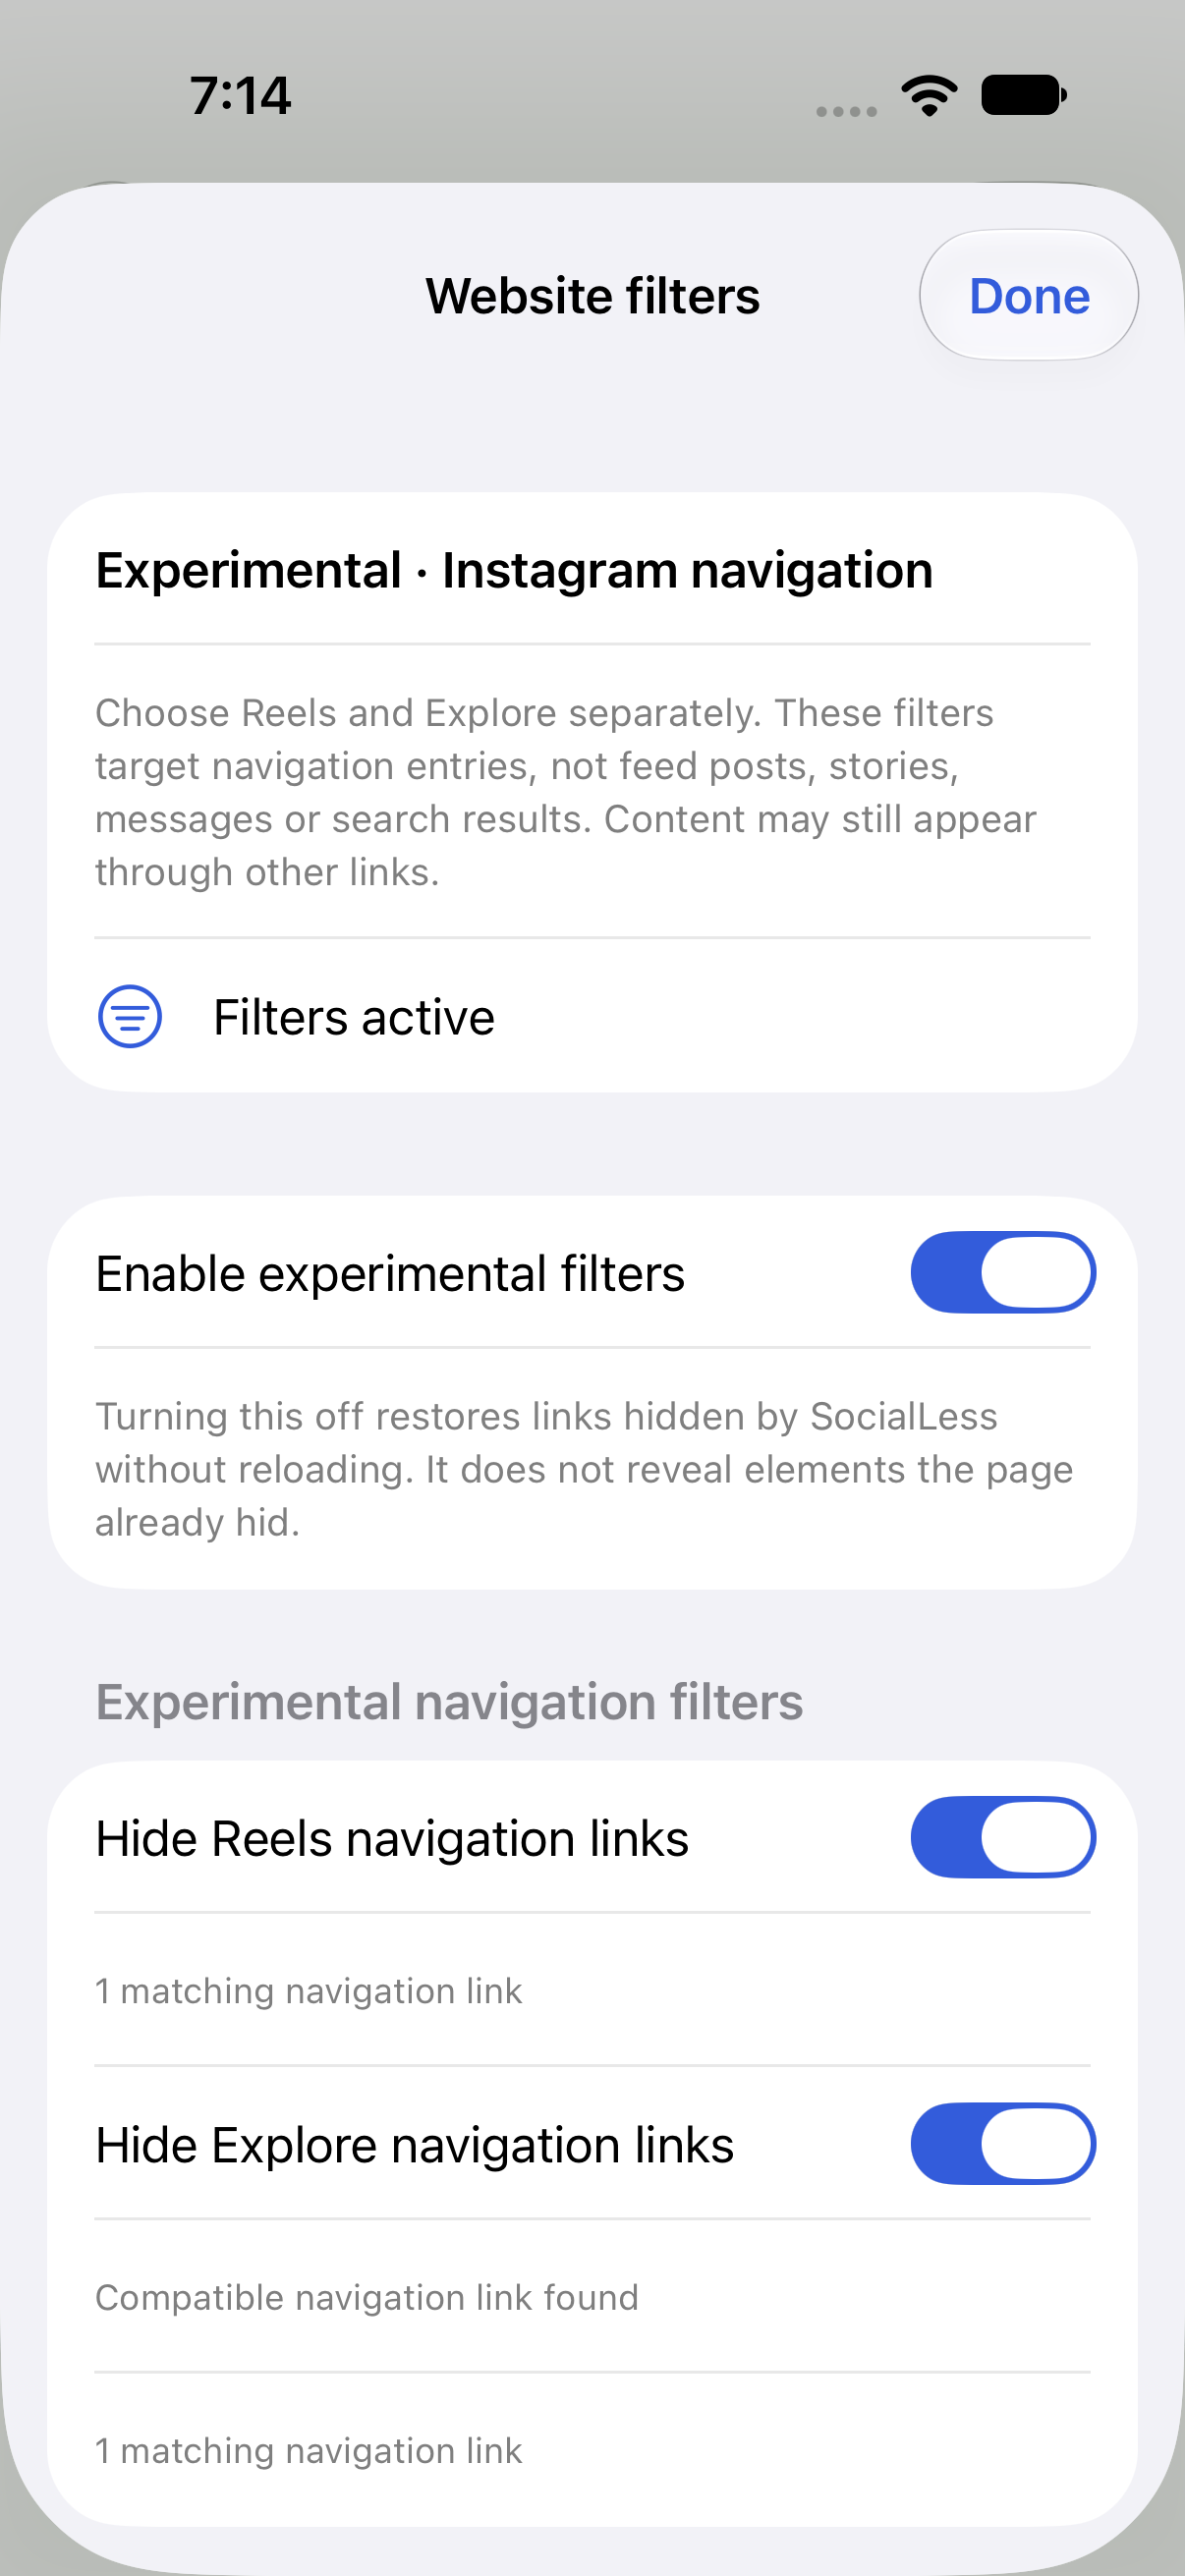 7:14
Website filters
Done
Experimental · Instagram navigation
Choose Reels and Explore separately. These filters
target navigation entries, not feed posts, stories,
messages or search results. Content may still appear
through other links.
Filters active
Enable experimental filters
Turning this off restores links hidden by SocialLess
without reloading. It does not reveal elements the page
already hid.
Experimental navigation filters
Hide Reels navigation links
1 matching navigation link
Hide Explore navigation links
Compatible navigation link found
1 matching navigation link